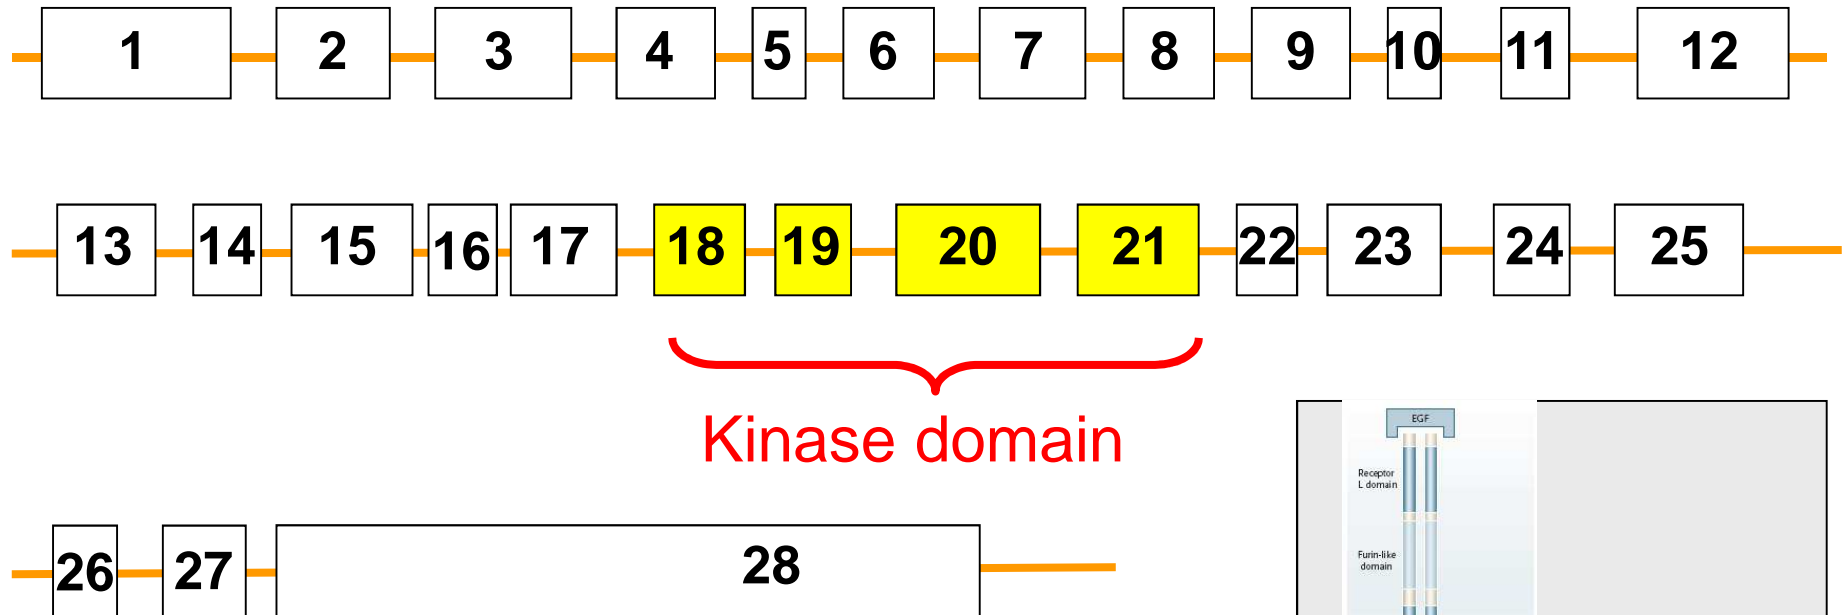 1 2 3 4 5 6 7 8 9 10 11 12
13 14 15 16 17 18 19 20 21 22 23 24 25
Kinase domain
EGF
Receptor
L domain
Furin-like
domain
26 27 28